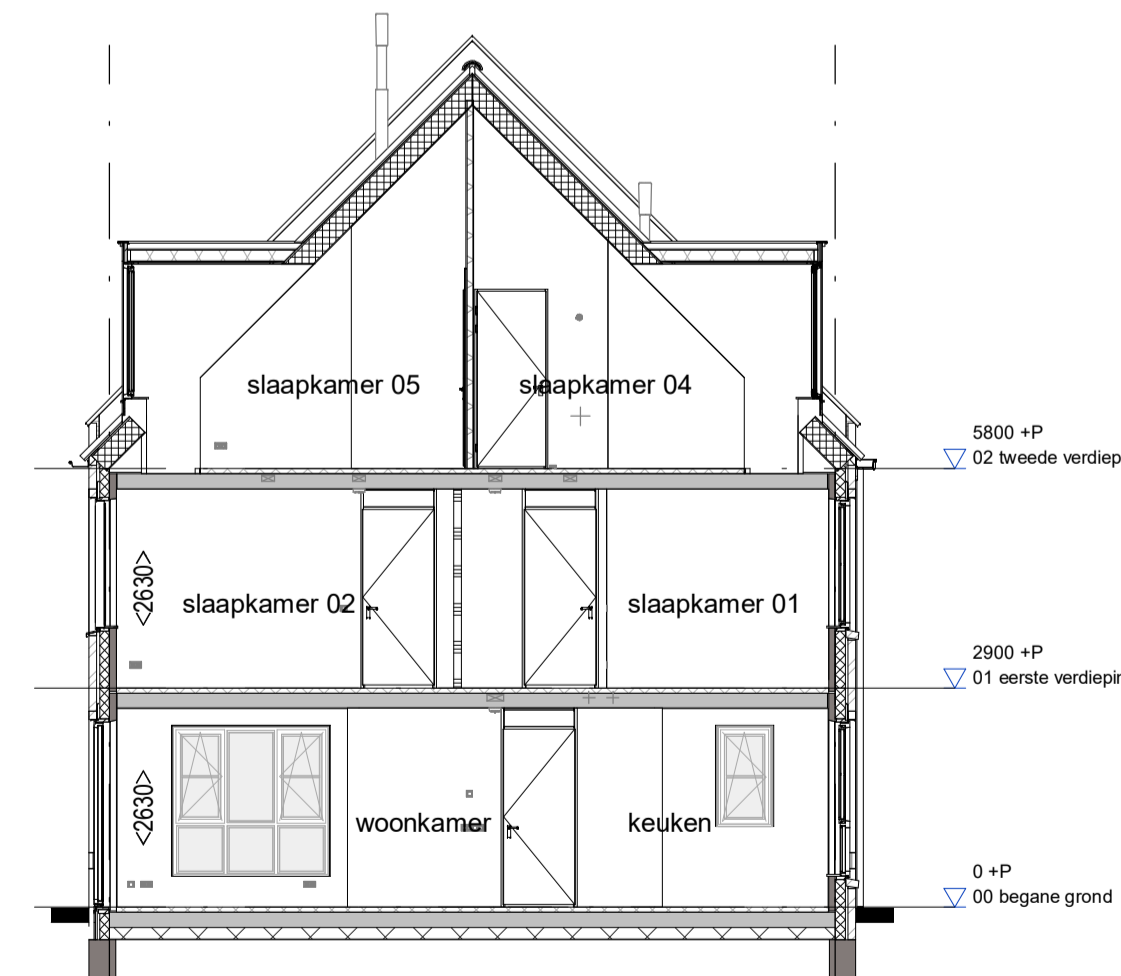 slaapkamer 05
slaapkamer 04
5800 +P
02 tweede verdiep
<2630>
slaapkamer 02
slaapkamer 01
2900 +P
01 eerste verdiepin
<2630>
woonkamer
keuken
0 +P
00 begane grond